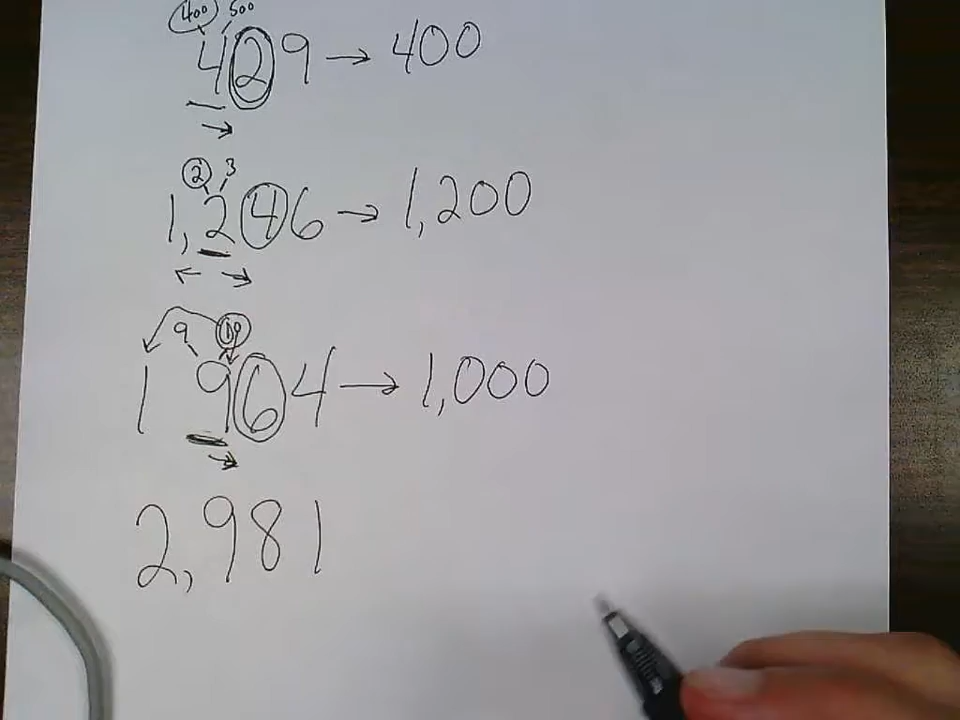 400 500
429 → 400
2 3
1,246 → 1,200
9 10
1 964 → 1,000
2,981